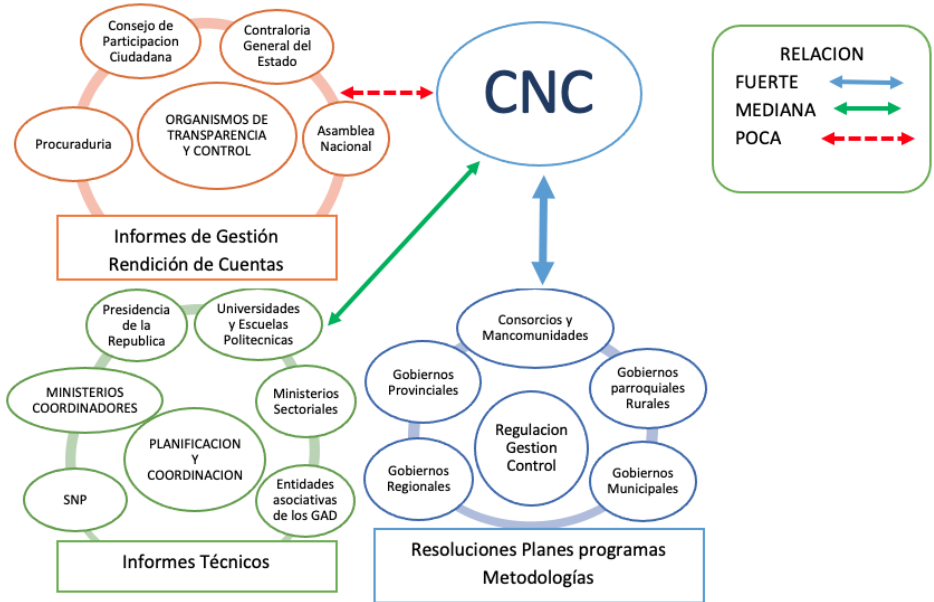 Consejo de
Participacion
Ciudadana
Contraloria
General del
Estado
Procuraduria
ORGANISMOS DE
TRANSPARENCIA
Y CONTROL
Asamblea
Nacional
Informes de Gestión
Rendición de Cuentas
CNC
RELACION
FUERTE
MEDIANA
POCA
Presidencia
de la
Republica
Universidades
y Escuelas
Politecnicas
MINISTERIOS
COORDINADORES
Ministerios
Sectoriales
PLANIFICACION
Y
COORDINACION
SNP
Entidades
asociativas
de los GAD
Informes Técnicos
Consorcios y
Mancomunidades
Gobiernos
Provinciales
Gobiernos
parroquiales
Rurales
Regulacion
Gestion
Control
Gobiernos
Regionales
Gobiernos
Municipales
Resoluciones Planes programas
Metodologías